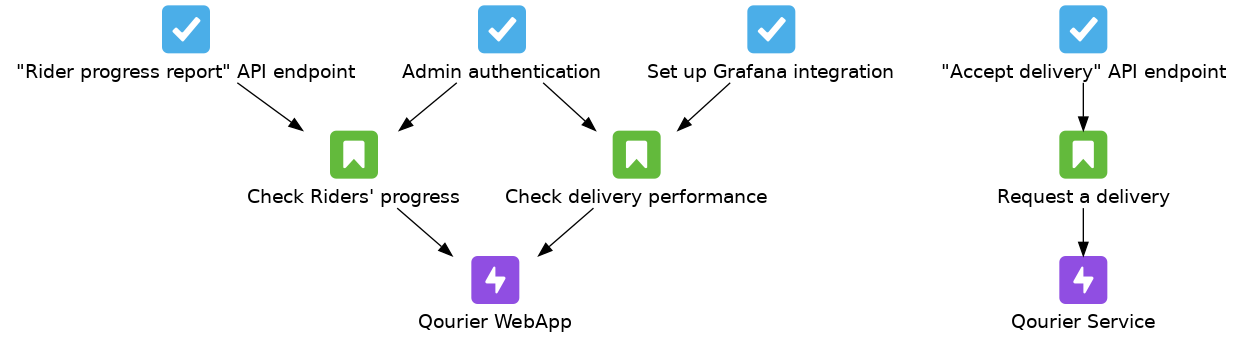 "Rider progress report" API endpoint
Admin authentication
Set up Grafana integration
"Accept delivery" API endpoint
Check Riders' progress
Check delivery performance
Request a delivery
Qourier WebApp
Qourier Service